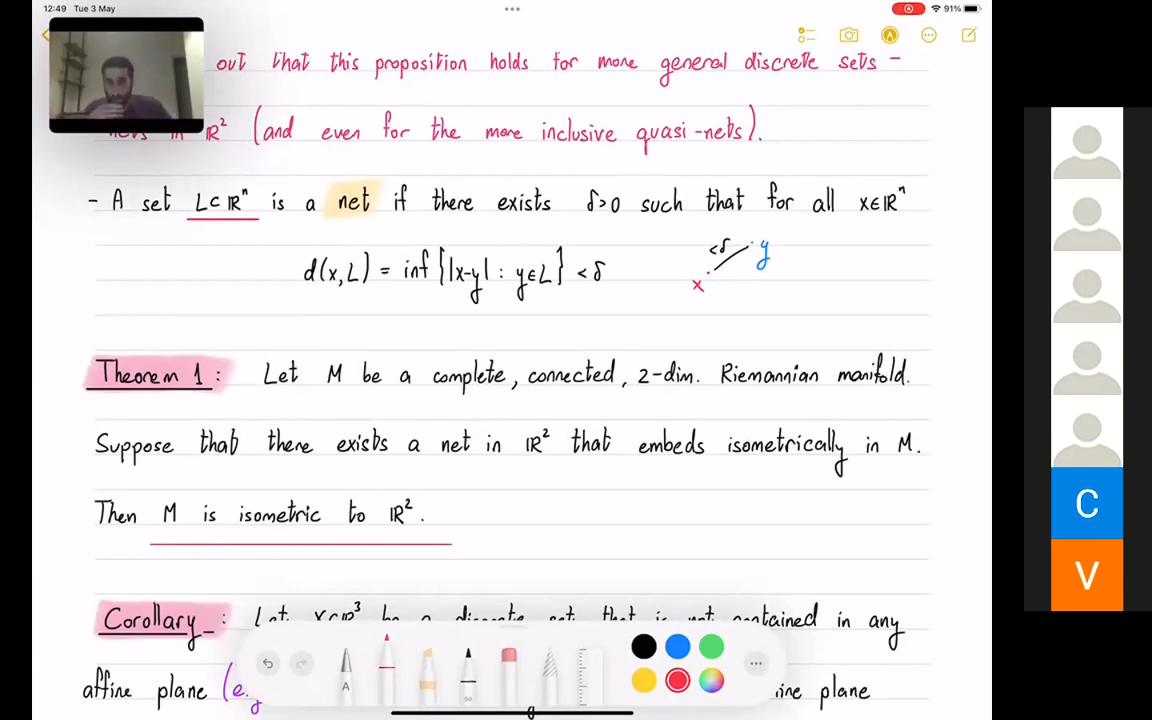 12:49 Tue 3 May
91%
out that this proposition holds for more general discrete sets -
in ℝ² (and even for the more inclusive quasi-nets).
- A set L⊂ℝⁿ is a net if there exists δ>0 such that for all x∈ℝⁿ
d(x,L) = inf {|x-y| : y∈L} < δ
<δ
y
x
Theorem 1: Let M be a complete, connected, 2-dim. Riemannian manifold.
Suppose that there exists a net in ℝ² that embeds isometrically in M.
Then M is isometric to ℝ².
Corollary: Let X⊂ℝ³ be a discrete set that is not contained in any
affine plane (e.g plane
A
50
C
V